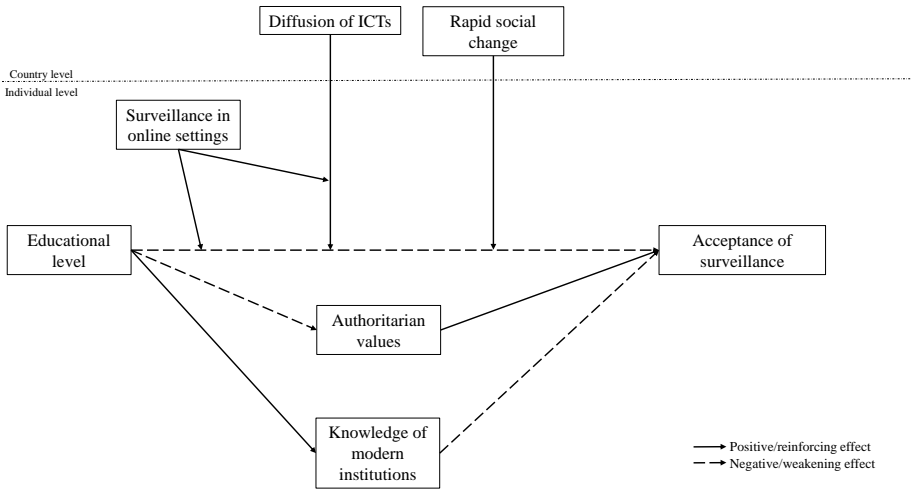 Diffusion of ICTs
Rapid social
change
Country level
Individual level
Surveillance in
online settings
Educational
level
Acceptance of
surveillance
Authoritarian
values
Knowledge of
modern
institutions
Positive/reinforcing effect
Negative/weakening effect